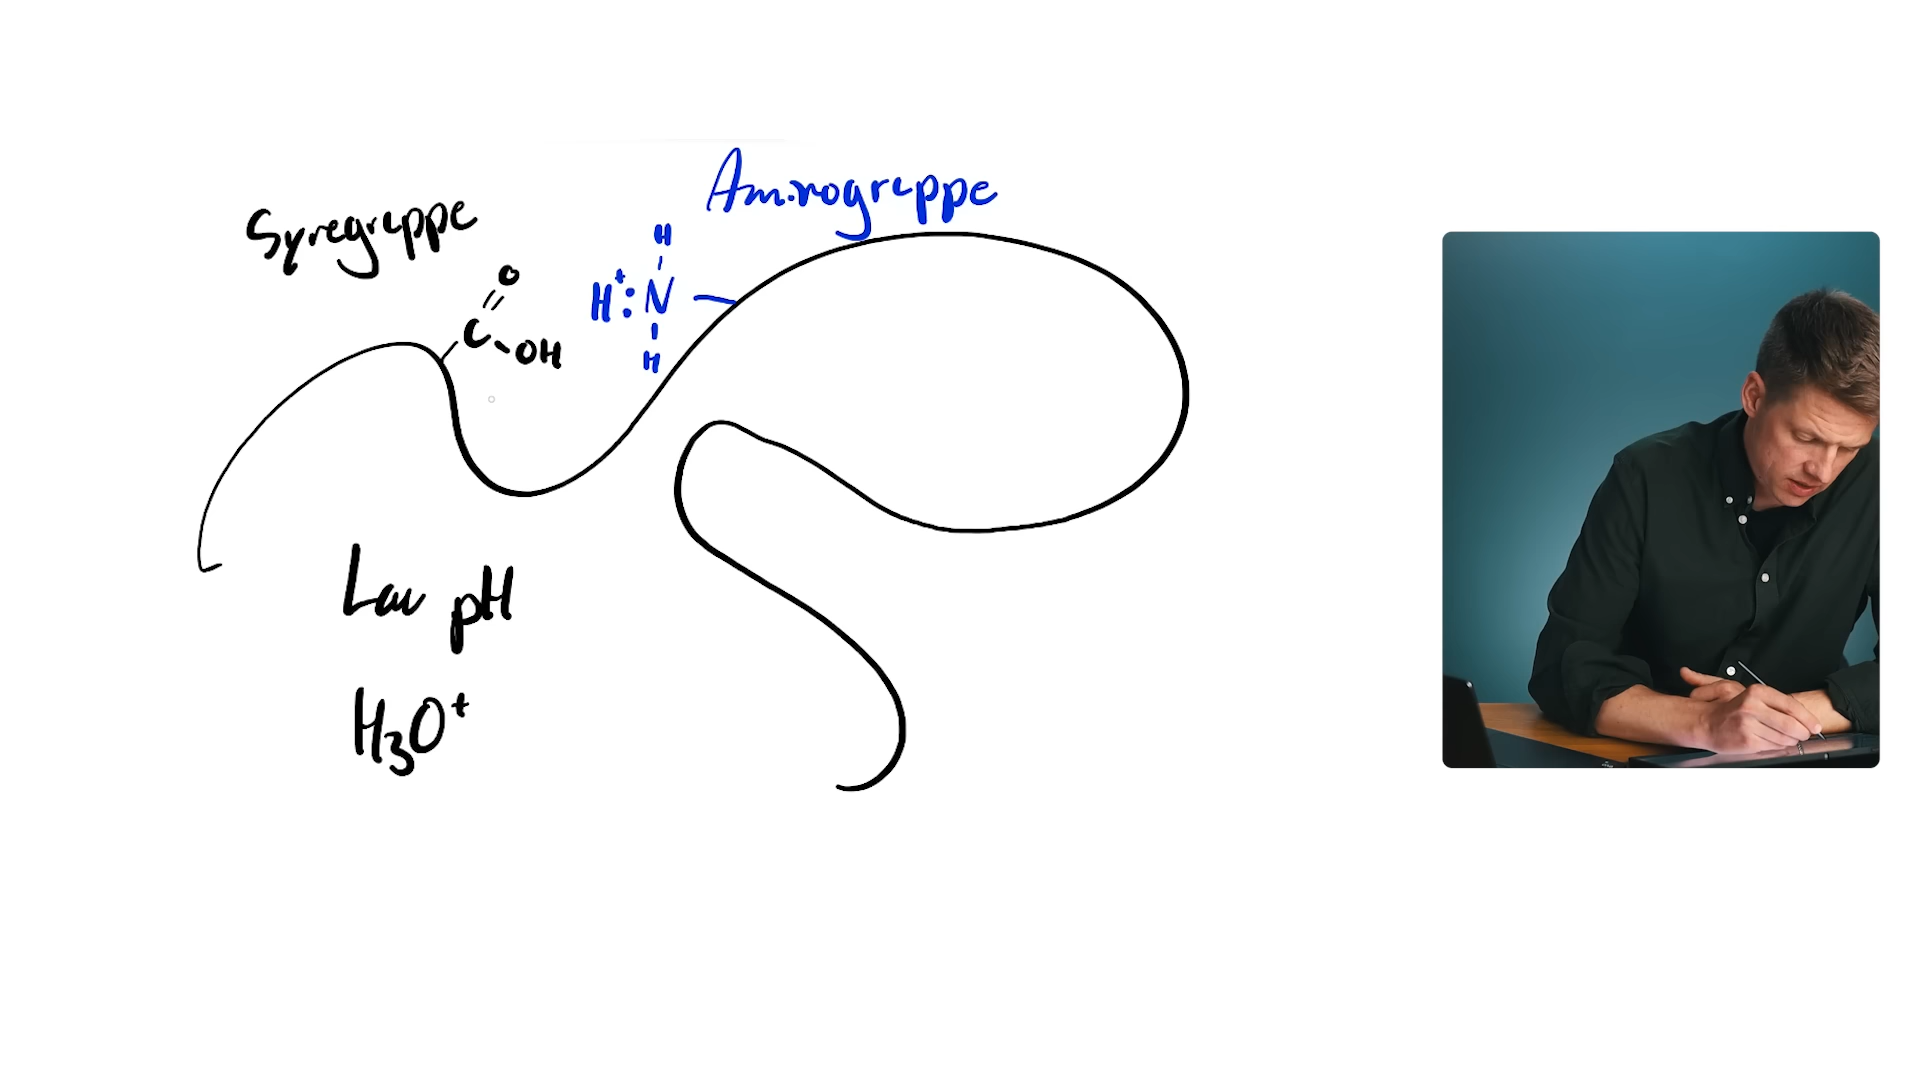 Syregruppe
Aminogruppe
O
C
OH
H
H+:N
H
Lav pH
H3O+